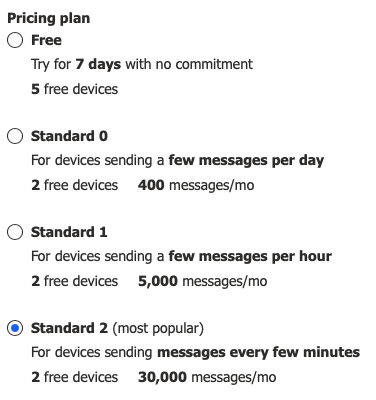 Pricing plan
Free
Try for 7 days with no commitment
5 free devices
Standard 0
For devices sending a few messages per day
2 free devices 400 messages/mo
Standard 1
For devices sending a few messages per hour
2 free devices 5,000 messages/mo
Standard 2 (most popular)
For devices sending messages every few minutes
2 free devices 30,000 messages/mo